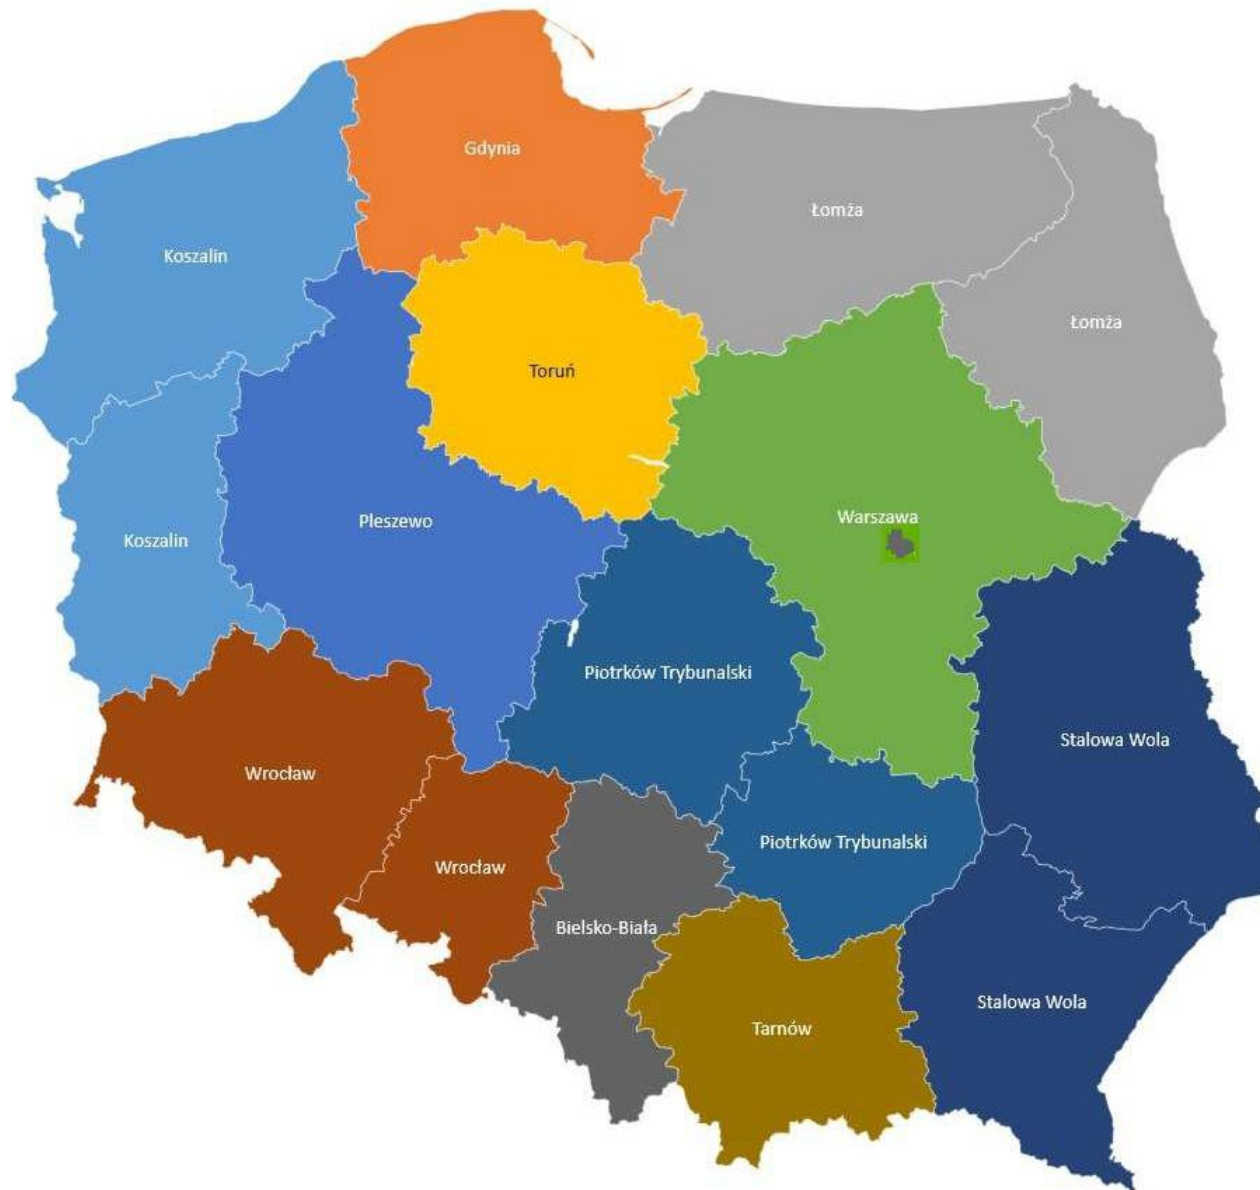 Gdynia
Łomża
Koszalin
Łomża
Toruń
Pleszewo
Warszawa
Koszalin
Piotrków Trybunalski
Stalowa Wola
Wrocław
Piotrków Trybunalski
Wrocław
Bielsko-Biała
Stalowa Wola
Tarnów